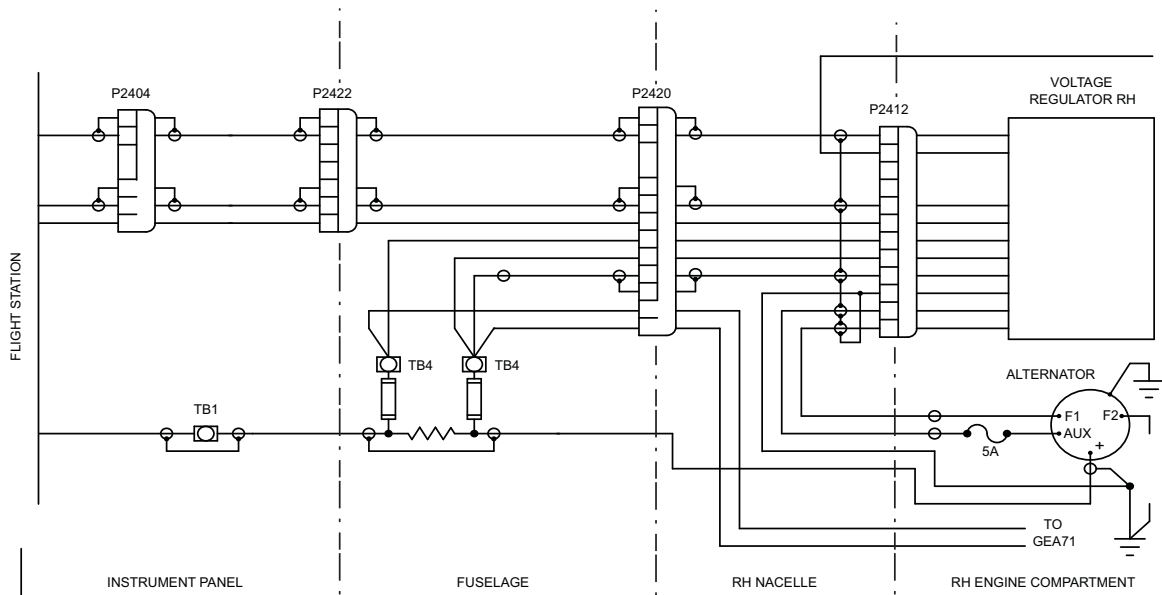 P2404
P2422
P2420
P2412
VOLTAGE
REGULATOR RH
FLIGHT STATION
TB4
TB4
TB1
ALTERNATOR
F1
F2
AUX
+
5A
TO
GEA71
INSTRUMENT PANEL
FUSELAGE
RH NACELLE
RH ENGINE COMPARTMENT